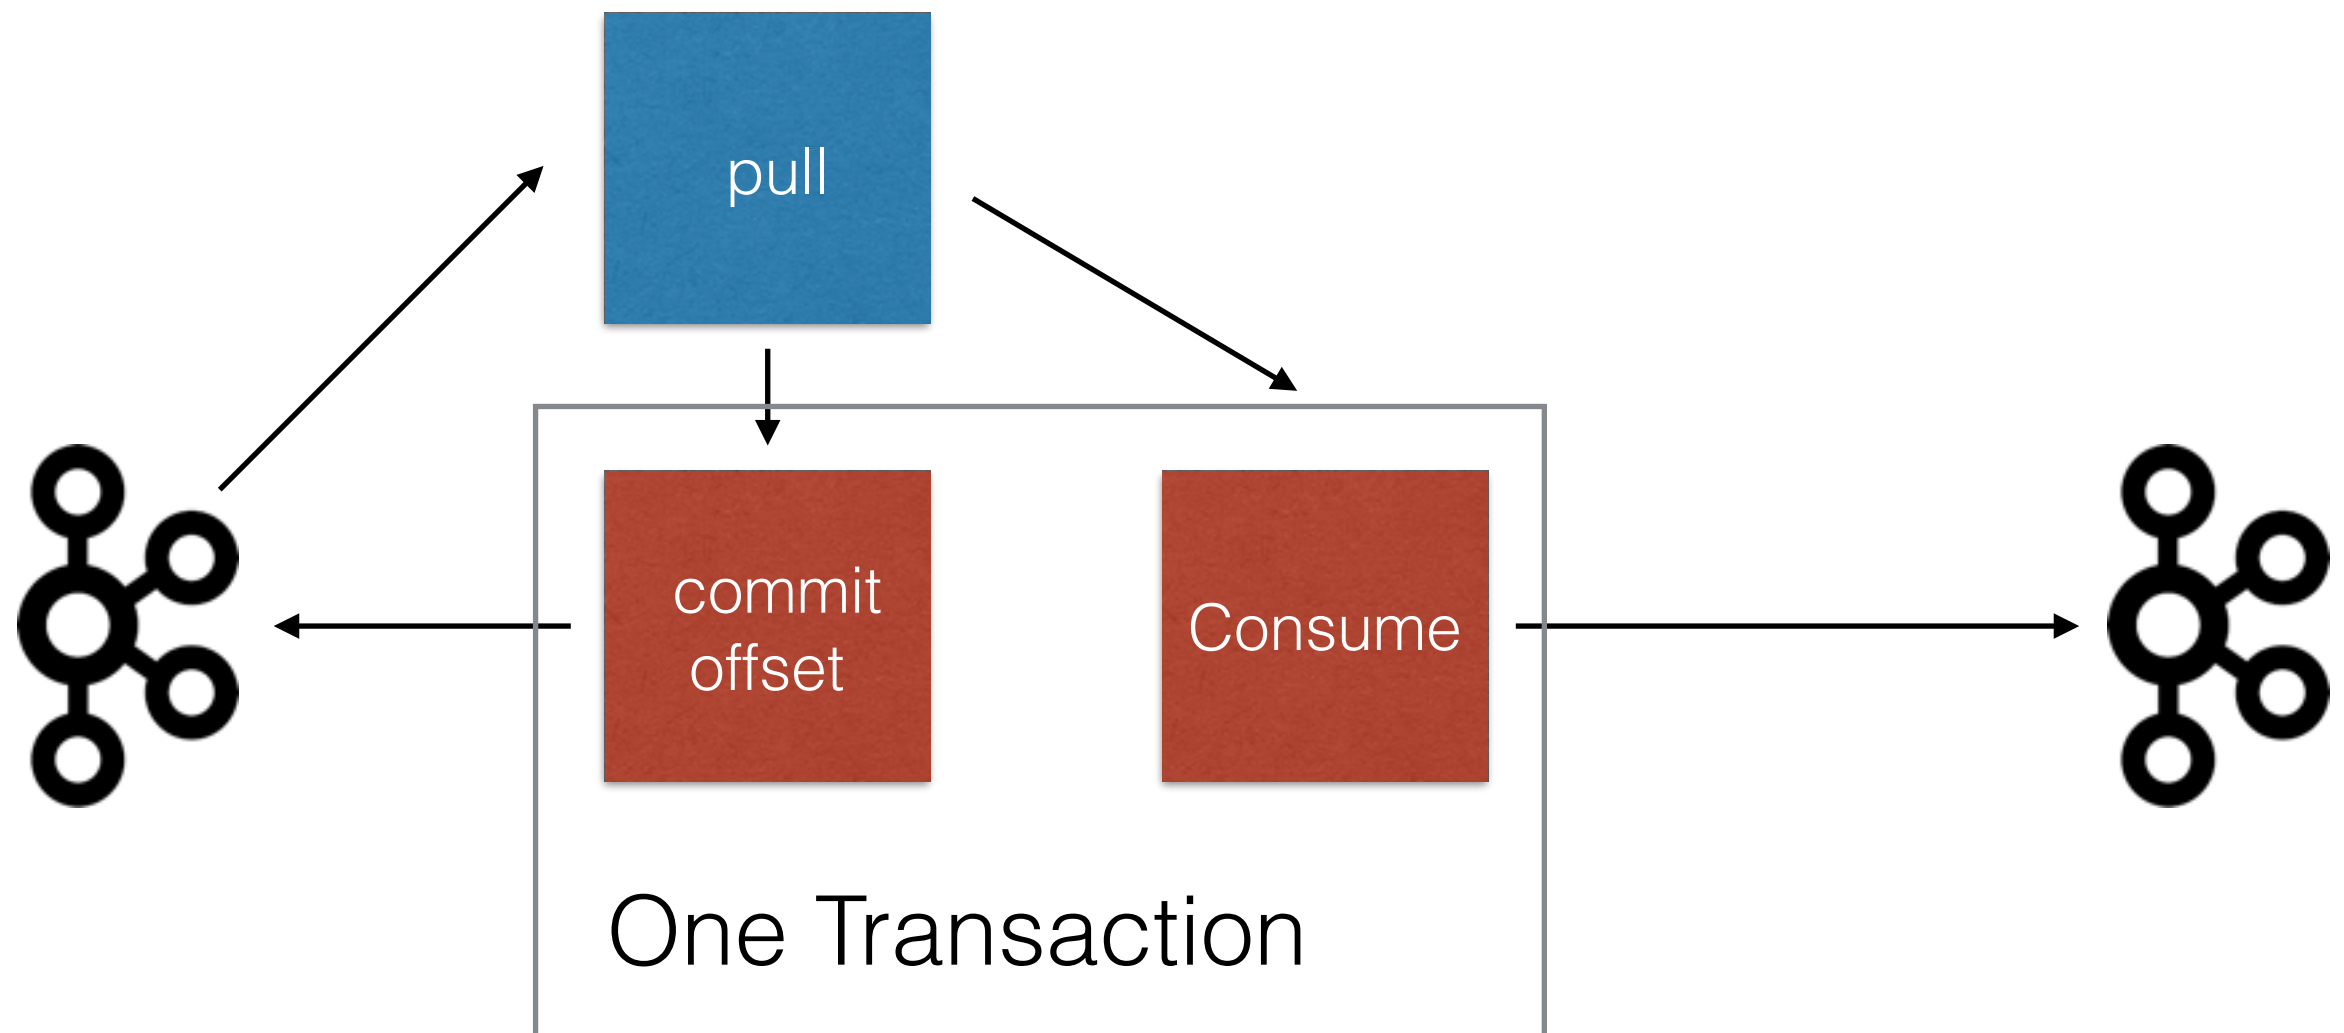 pull
commit
offset
Consume
One Transaction